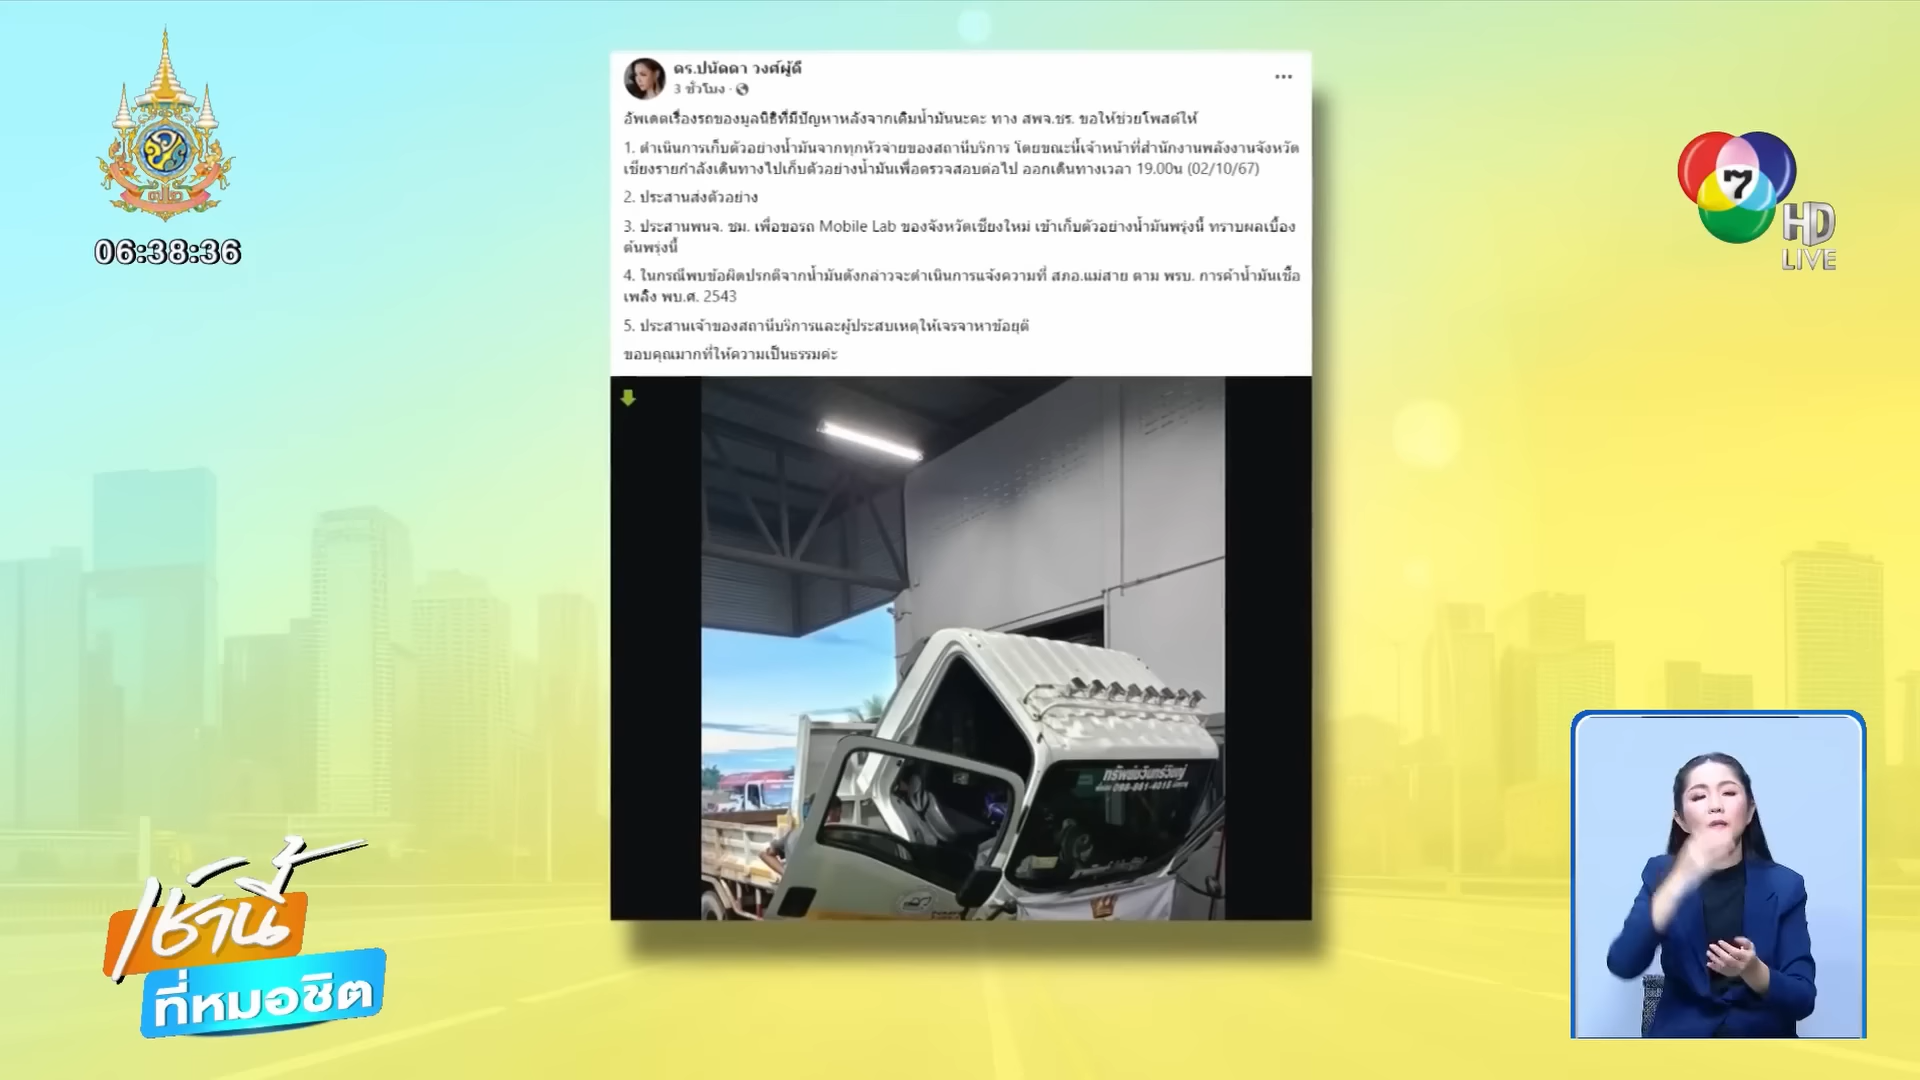 ดร.ปนัดดา วงศ์ผู้ดี
3 ชั่วโมง ·
อัพเดตเรื่องรถของมูลนิธิที่มีปัญหาหลังจากเติมน้ำมันนะคะ ทาง สพจ.ชร. ขอให้ช่วยโพสต์ให้
1. ดำเนินการเก็บตัวอย่างน้ำมันจากทุกหัวจ่ายของสถานีบริการ โดยขณะนี้เจ้าหน้าที่สำนักงานพลังงานจังหวัด
เชียงรายกำลังเดินทางไปเก็บตัวอย่างน้ำมันเพื่อตรวจสอบต่อไป ออกเดินทางเวลา 19.00น (02/10/67)
2. ประสานส่งตัวอย่าง
3. ประสานพนจ. ชม. เพื่อขอรถ Mobile Lab ของจังหวัดเชียงใหม่ เข้าเก็บตัวอย่างน้ำมันพรุ่งนี้ ทราบผลเบื้อง
ต้นพรุ่งนี้
4. ในกรณีพบข้อผิดปรกติจากน้ำมันดังกล่าวจะดำเนินการแจ้งความที่ สภอ.แม่สาย ตาม พรบ. การค้าน้ำมันเชื้อ
เพลิง พบ.ศ. 2543
5. ประสานเจ้าของสถานีบริการและผู้ประสบเหตุให้เจรจาหาข้อยุติ
ขอบคุณมากที่ให้ความเป็นธรรมค่ะ
06:38:36
7
HD
LIVE
เช้านี้
ที่หมอชิต